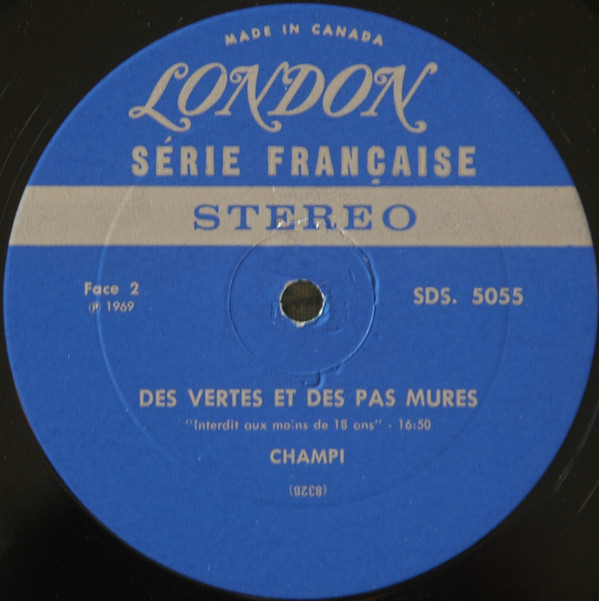 MADE IN CANADA
LONDON
SÉRIE FRANÇAISE
STEREO
Face 2
SDS. 5055
℗ 1969
DES VERTES ET DES PAS MURES
"Interdit aux moins de 18 ans" - 16:50
CHAMPI
(8328)